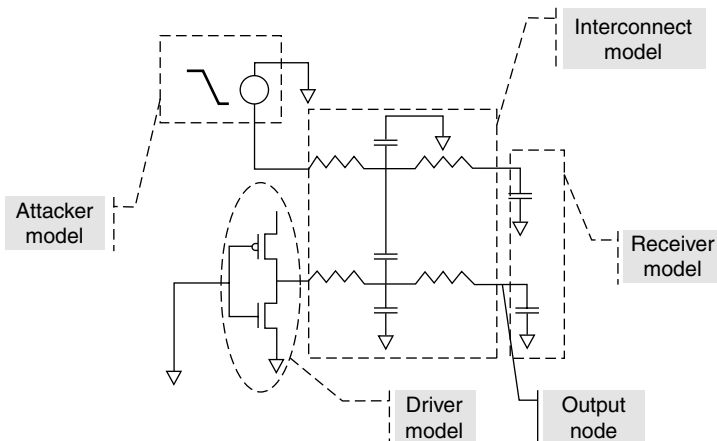 Interconnect
model
Attacker
model
Receiver
model
Driver
model
Output
node